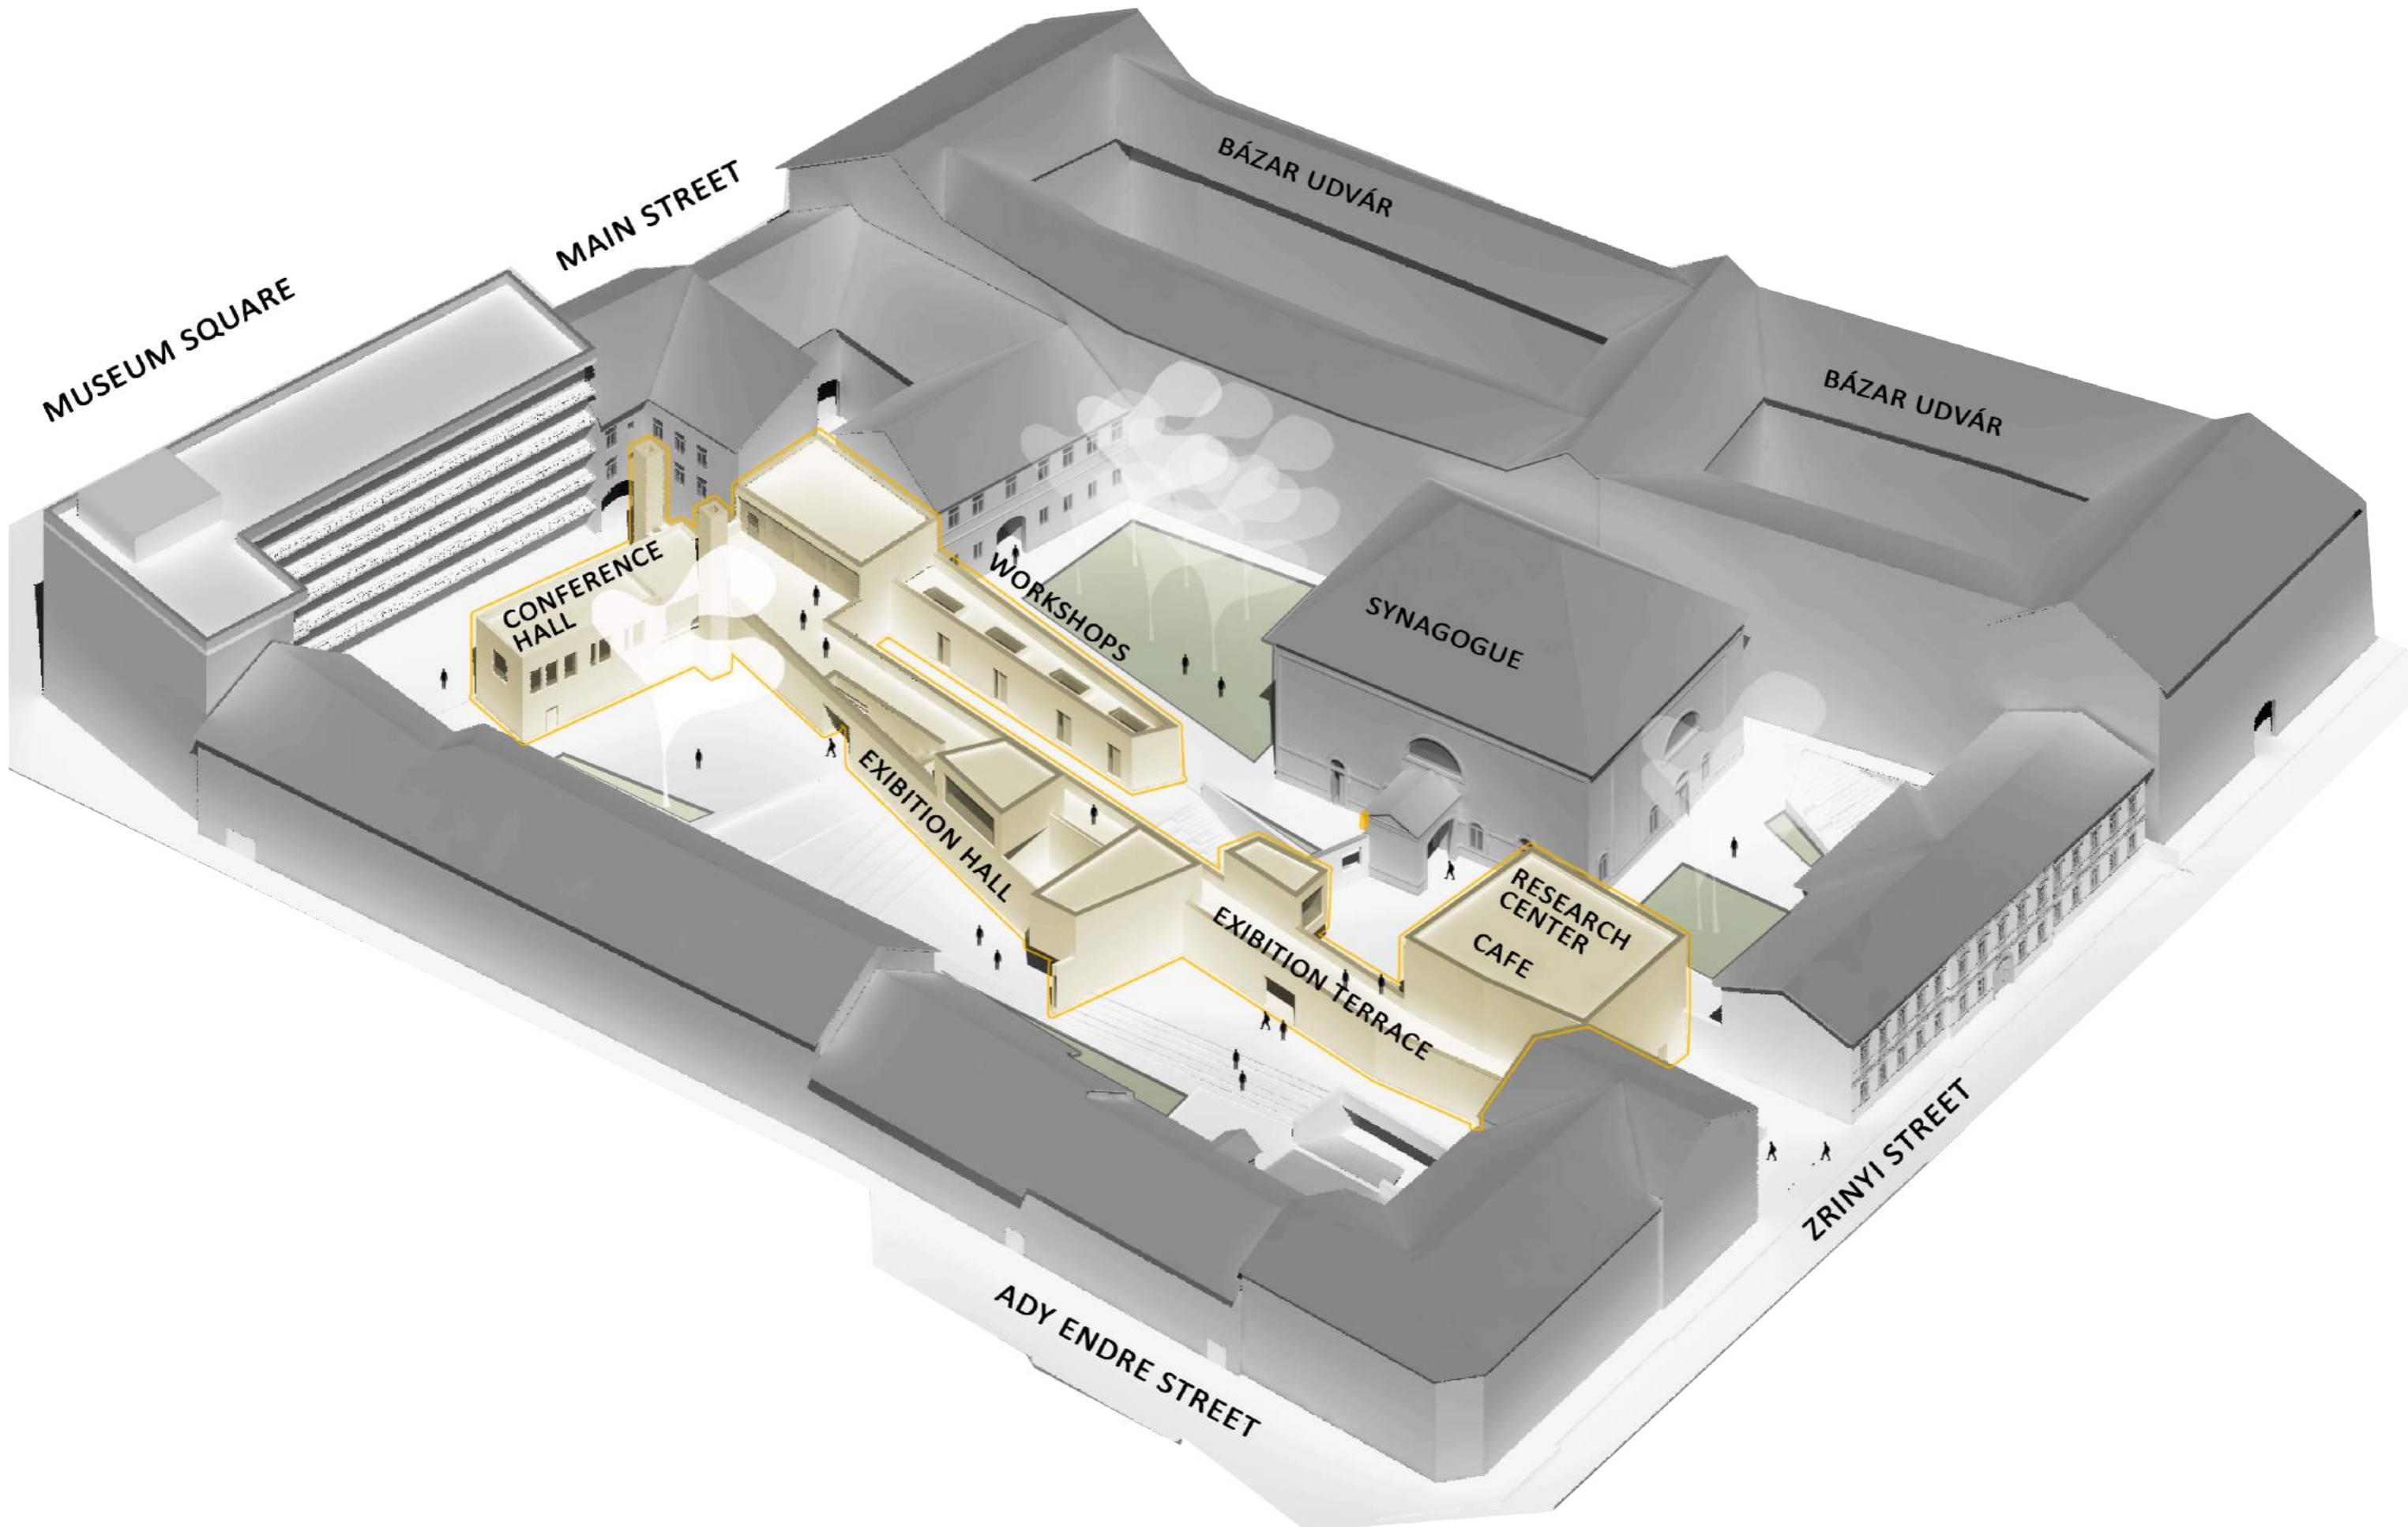 BÁZAR UDVÁR
MAIN STREET
MUSEUM SQUARE
BÁZAR UDVÁR
CONFERENCE
HALL
WORKSHOPS
SYNAGOGUE
EXIBITION HALL
EXIBITION TERRACE
RESEARCH
CENTER
CAFE
ZRINYI STREET
ADY ENDRE STREET